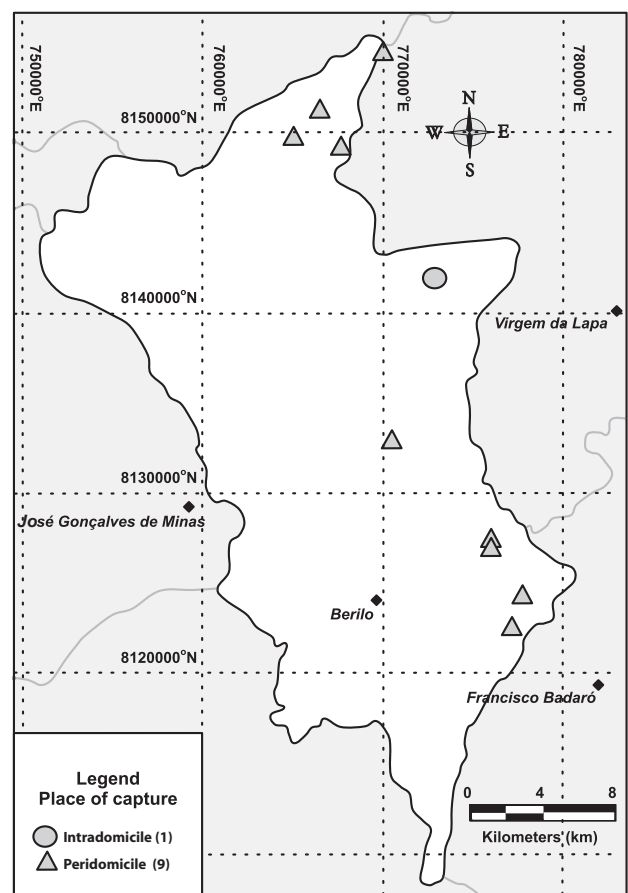 750000°E
760000°E
770000°E
780000°E
8150000°N
N
W E
S
8140000°N
Virgem da Lapa
8130000°N
José Gonçalves de Minas
Berilo
8120000°N
Francisco Badaró
Legend
Place of capture
Intradomicile (1)
Peridomicile (9)
0 4 8
Kilometers (km)